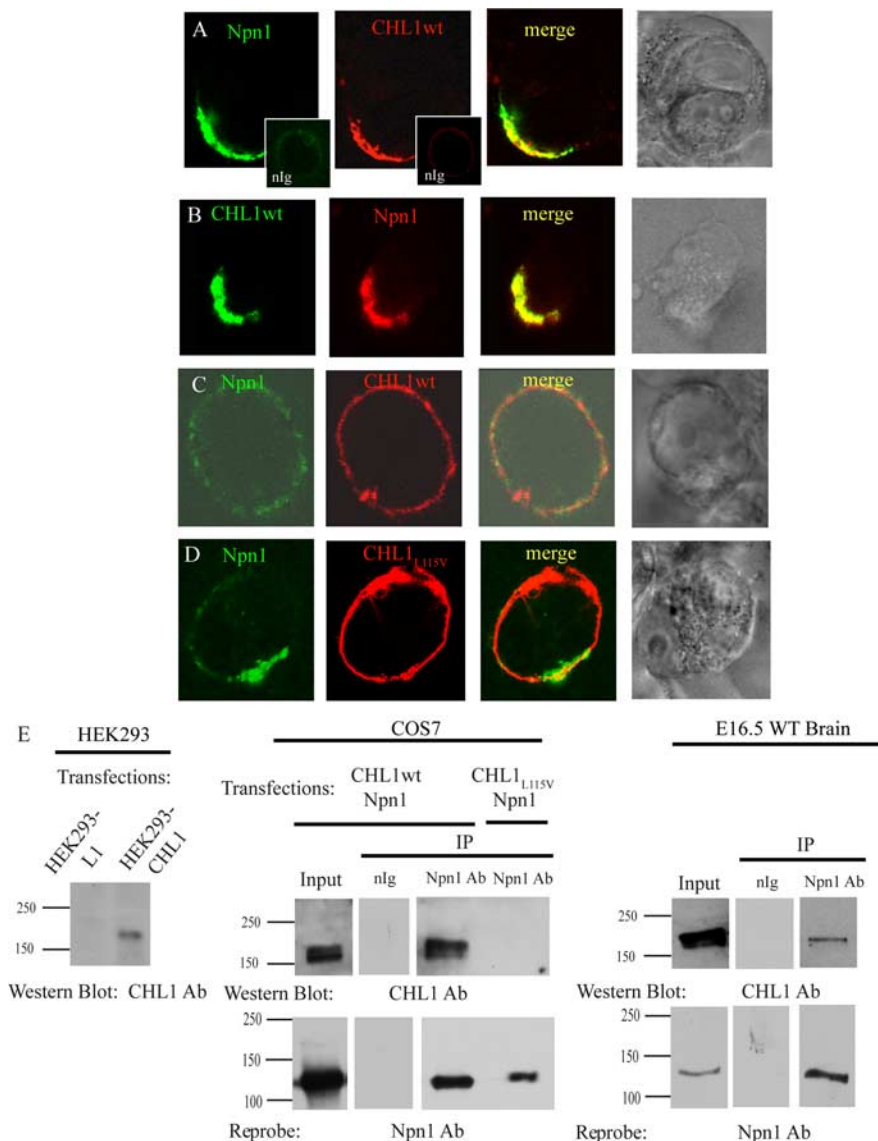 A
Npn1
CHL1wt
merge
nIg
nIg
B
CHL1wt
Npn1
merge
C
Npn1
CHL1wt
merge
D
Npn1
CHL1L115V
merge
E
HEK293
COS7
E16.5 WT Brain
Transfections:
HEK293-L1
HEK293-CHL1
250
150
Western Blot: CHL1 Ab
Transfections:
CHL1wt
Npn1
CHL1L115V
Npn1
IP
Input
nIg
Npn1 Ab
Npn1 Ab
250
150
Western Blot:
CHL1 Ab
250
150
100
Reprobe:
Npn1 Ab
IP
Input
nIg
Npn1 Ab
250
150
Western Blot:
CHL1 Ab
250
150
100
Reprobe:
Npn1 Ab